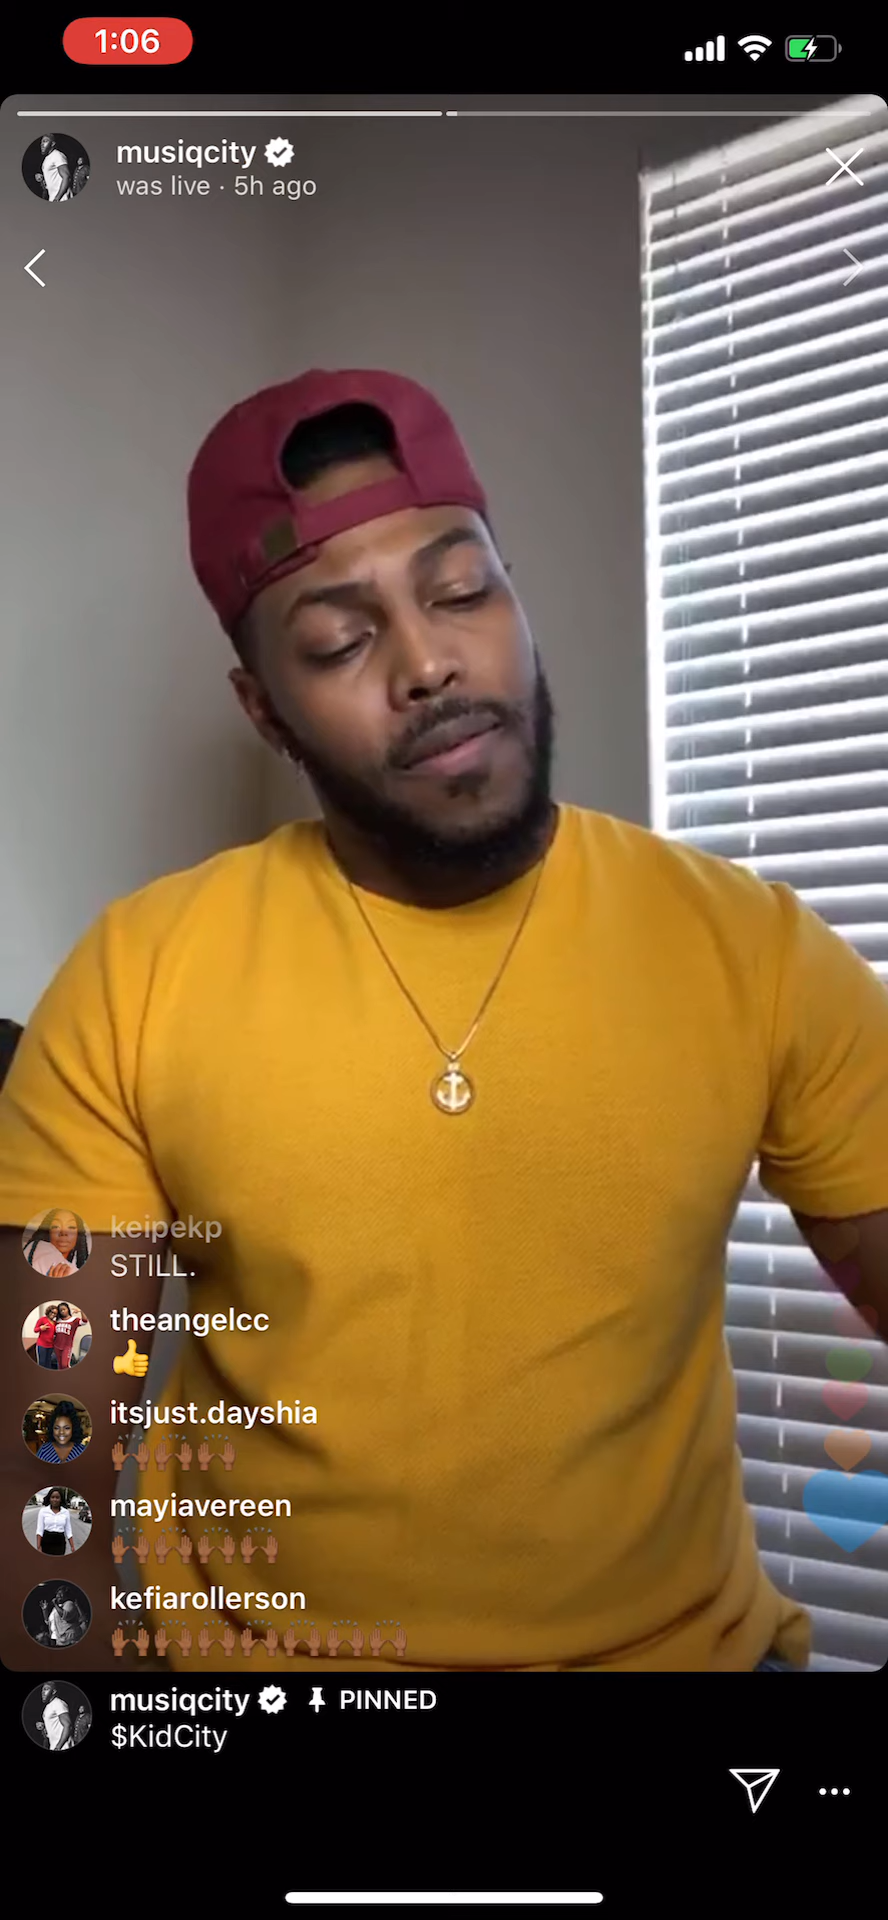 1:06
musiqcity
was live · 5h ago
keipekp
STILL.
theangelcc
👍
itsjust.dayshia
🙌🏾🙌🏾🙌🏾
mayiavereen
🙌🏾🙌🏾🙌🏾🙌🏾
kefiarollerson
🙌🏾🙌🏾🙌🏾🙌🏾🙌🏾🙌🏾🙌🏾
musiqcity PINNED
$KidCity